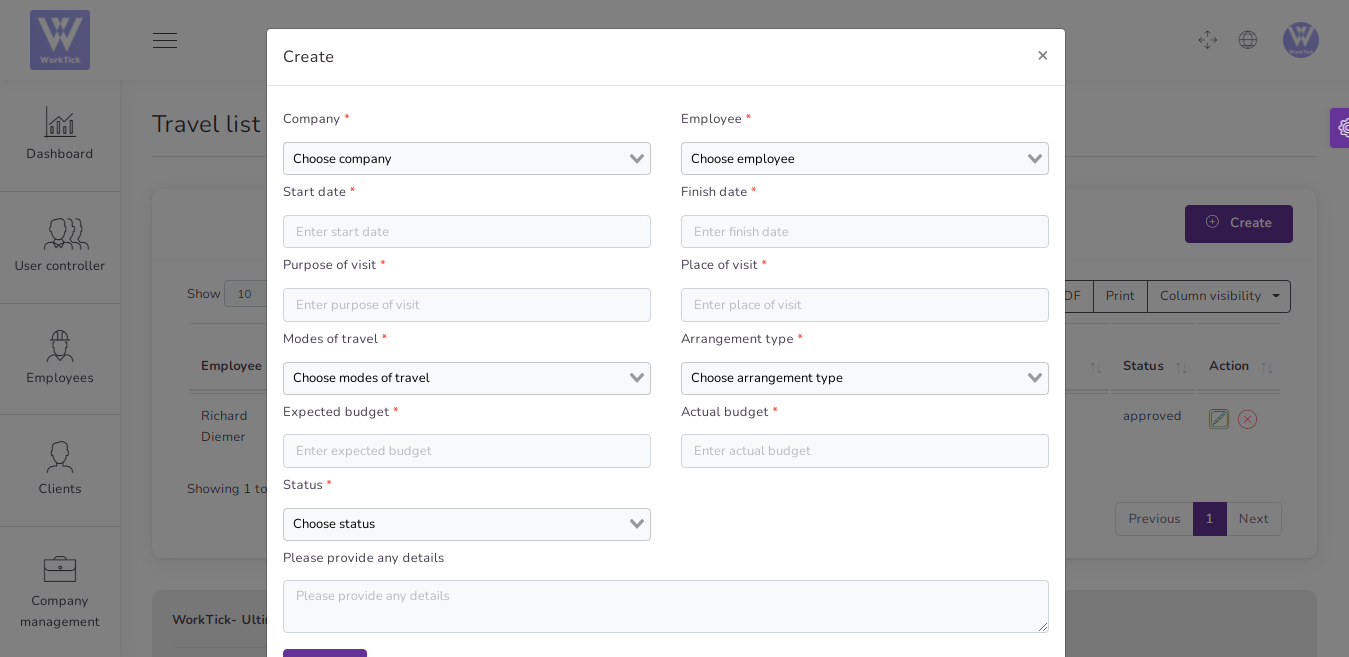 WorkTick
Create
×
Travel list
Dashboard
User controller
Employees
Clients
Company
management
Company *
Employee *
Choose company
Choose employee
Start date *
Finish date *
Enter start date
Enter finish date
Purpose of visit *
Place of visit *
Enter purpose of visit
Enter place of visit
Modes of travel *
Arrangement type *
Choose modes of travel
Choose arrangement type
Expected budget *
Actual budget *
Enter expected budget
Enter actual budget
Status *
Choose status
Please provide any details
Please provide any details
Create
Show 10
DF
Print
Column visibility
Employee
Status
Action
Richard
Diemer
approved
Showing 1 to
Previous
1
Next
WorkTick- Ulti